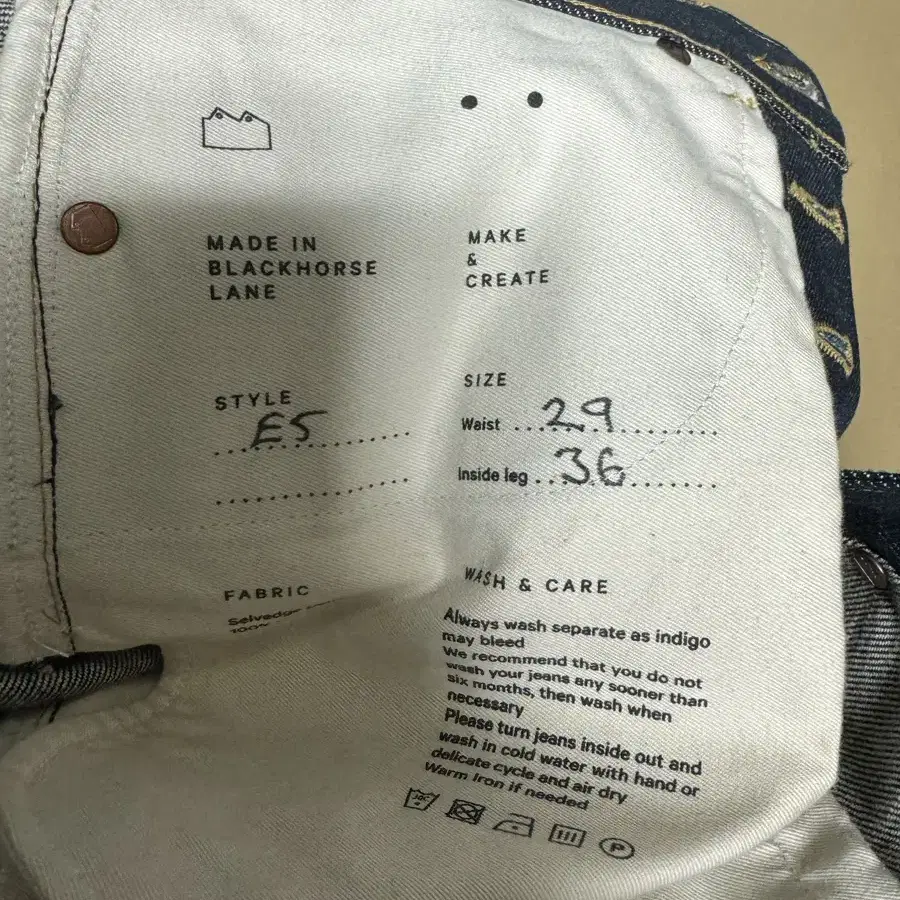 MADE IN
BLACKHORSE
LANE
MAKE
&
CREATE
STYLE
E5
SIZE
Waist 29
Inside leg 36
FABRIC
Selvedge
100%
WASH & CARE
Always wash separate as indigo
may bleed
We recommend that you do not
wash your jeans any sooner than
six months, then wash when
necessary
Please turn jeans inside out and
wash in cold water with hand or
delicate cycle and air dry
Warm Iron if needed
P